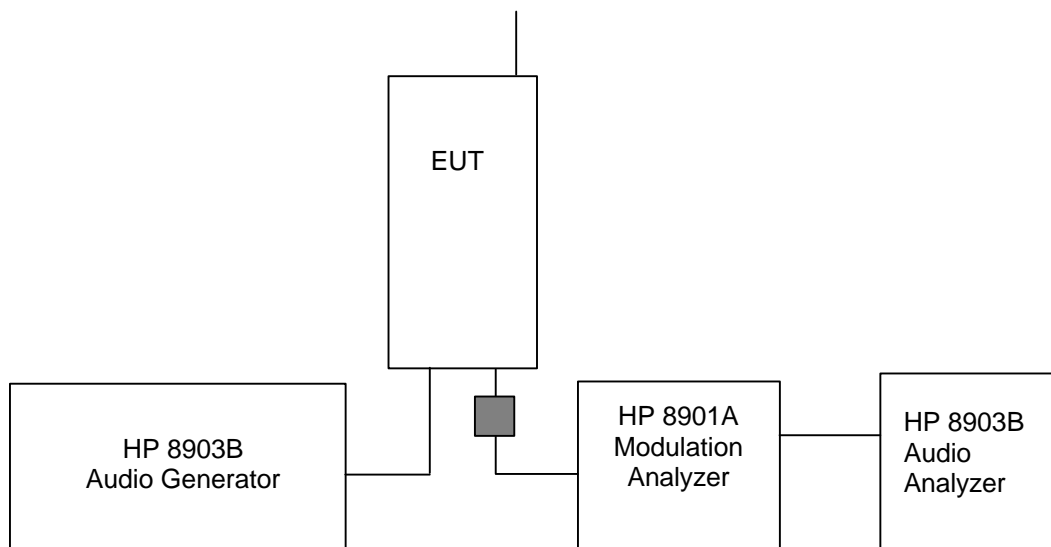 EUT
HP 8903B
Audio Generator
HP 8901A
Modulation
Analyzer
HP 8903B
Audio
Analyzer